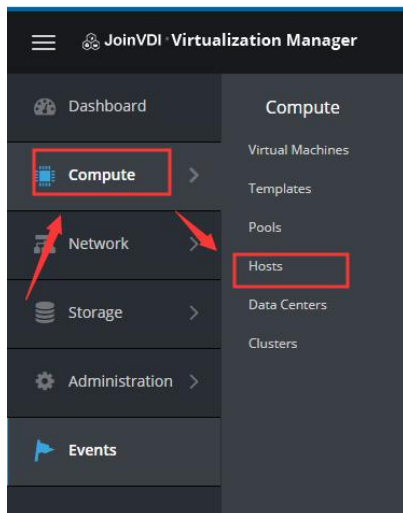 JoinVDI Virtualization Manager
Dashboard
Compute
Network
Storage
Administration
Events
Compute
Virtual Machines
Templates
Pools
Hosts
Data Centers
Clusters